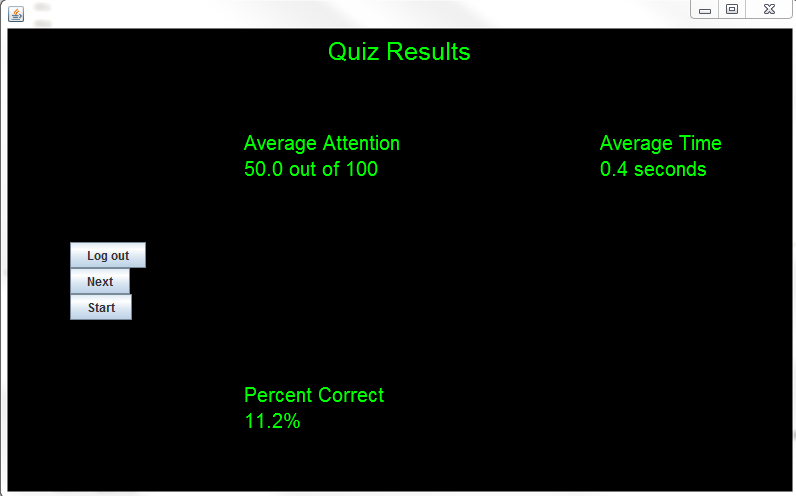 Quiz Results
Average Attention
50.0 out of 100
Average Time
0.4 seconds
Log out
Next
Start
Percent Correct
11.2%